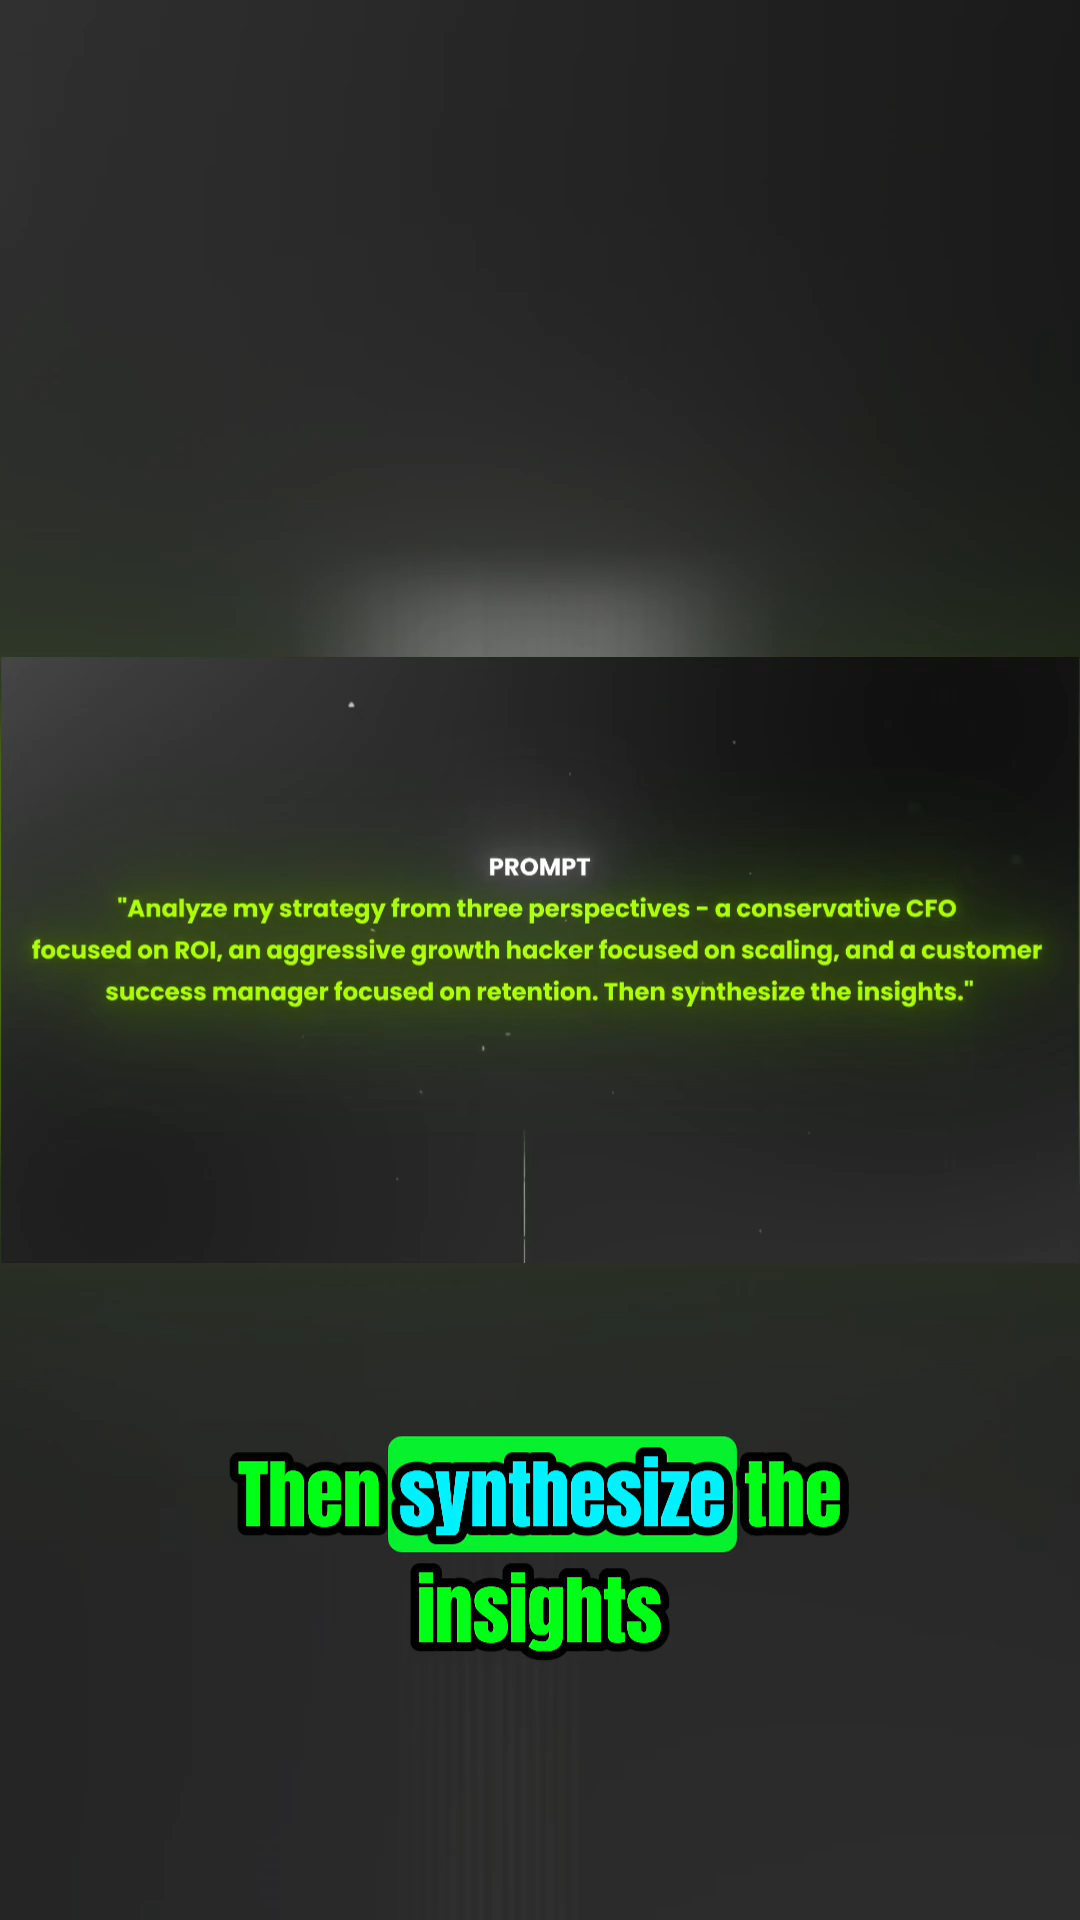 PROMPT
"Analyze my strategy from three perspectives - a conservative CFO
focused on ROI, an aggressive growth hacker focused on scaling, and a customer
success manager focused on retention. Then synthesize the insights."
Then synthesize the
insights